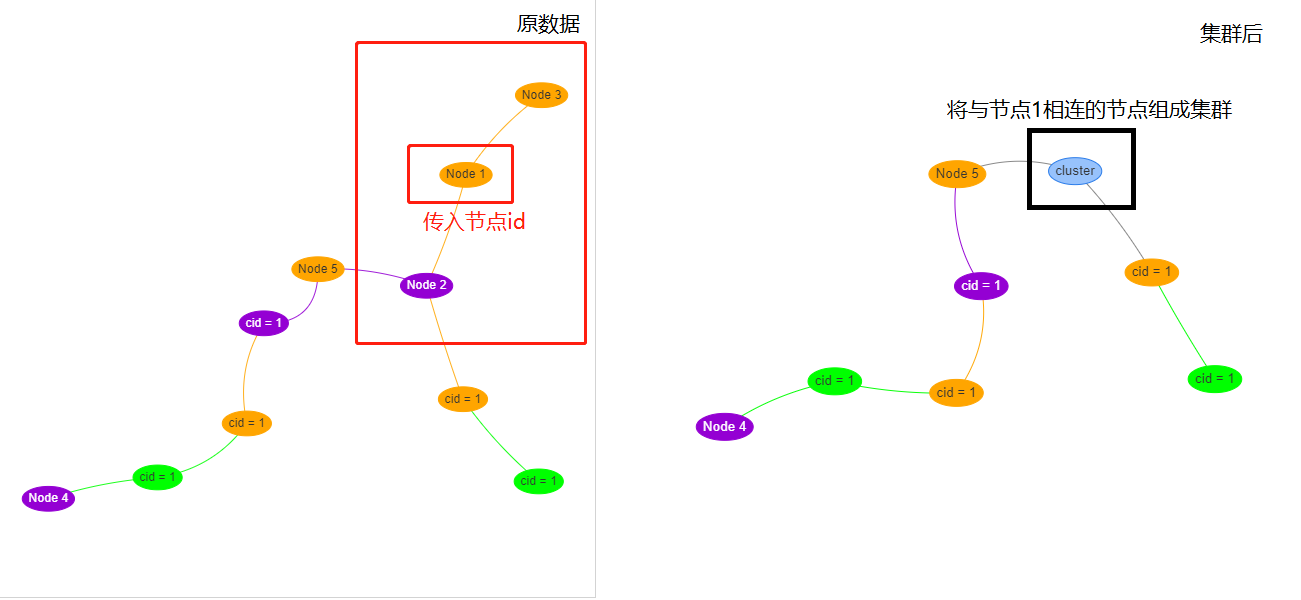 原数据
Node 3
Node 1
传入节点id
Node 5
Node 2
cid = 1
cid = 1
cid = 1
cid = 1
cid = 1
Node 4
集群后
将与节点1相连的节点组成集群
Node 5
cluster
cid = 1
cid = 1
cid = 1
cid = 1
cid = 1
Node 4